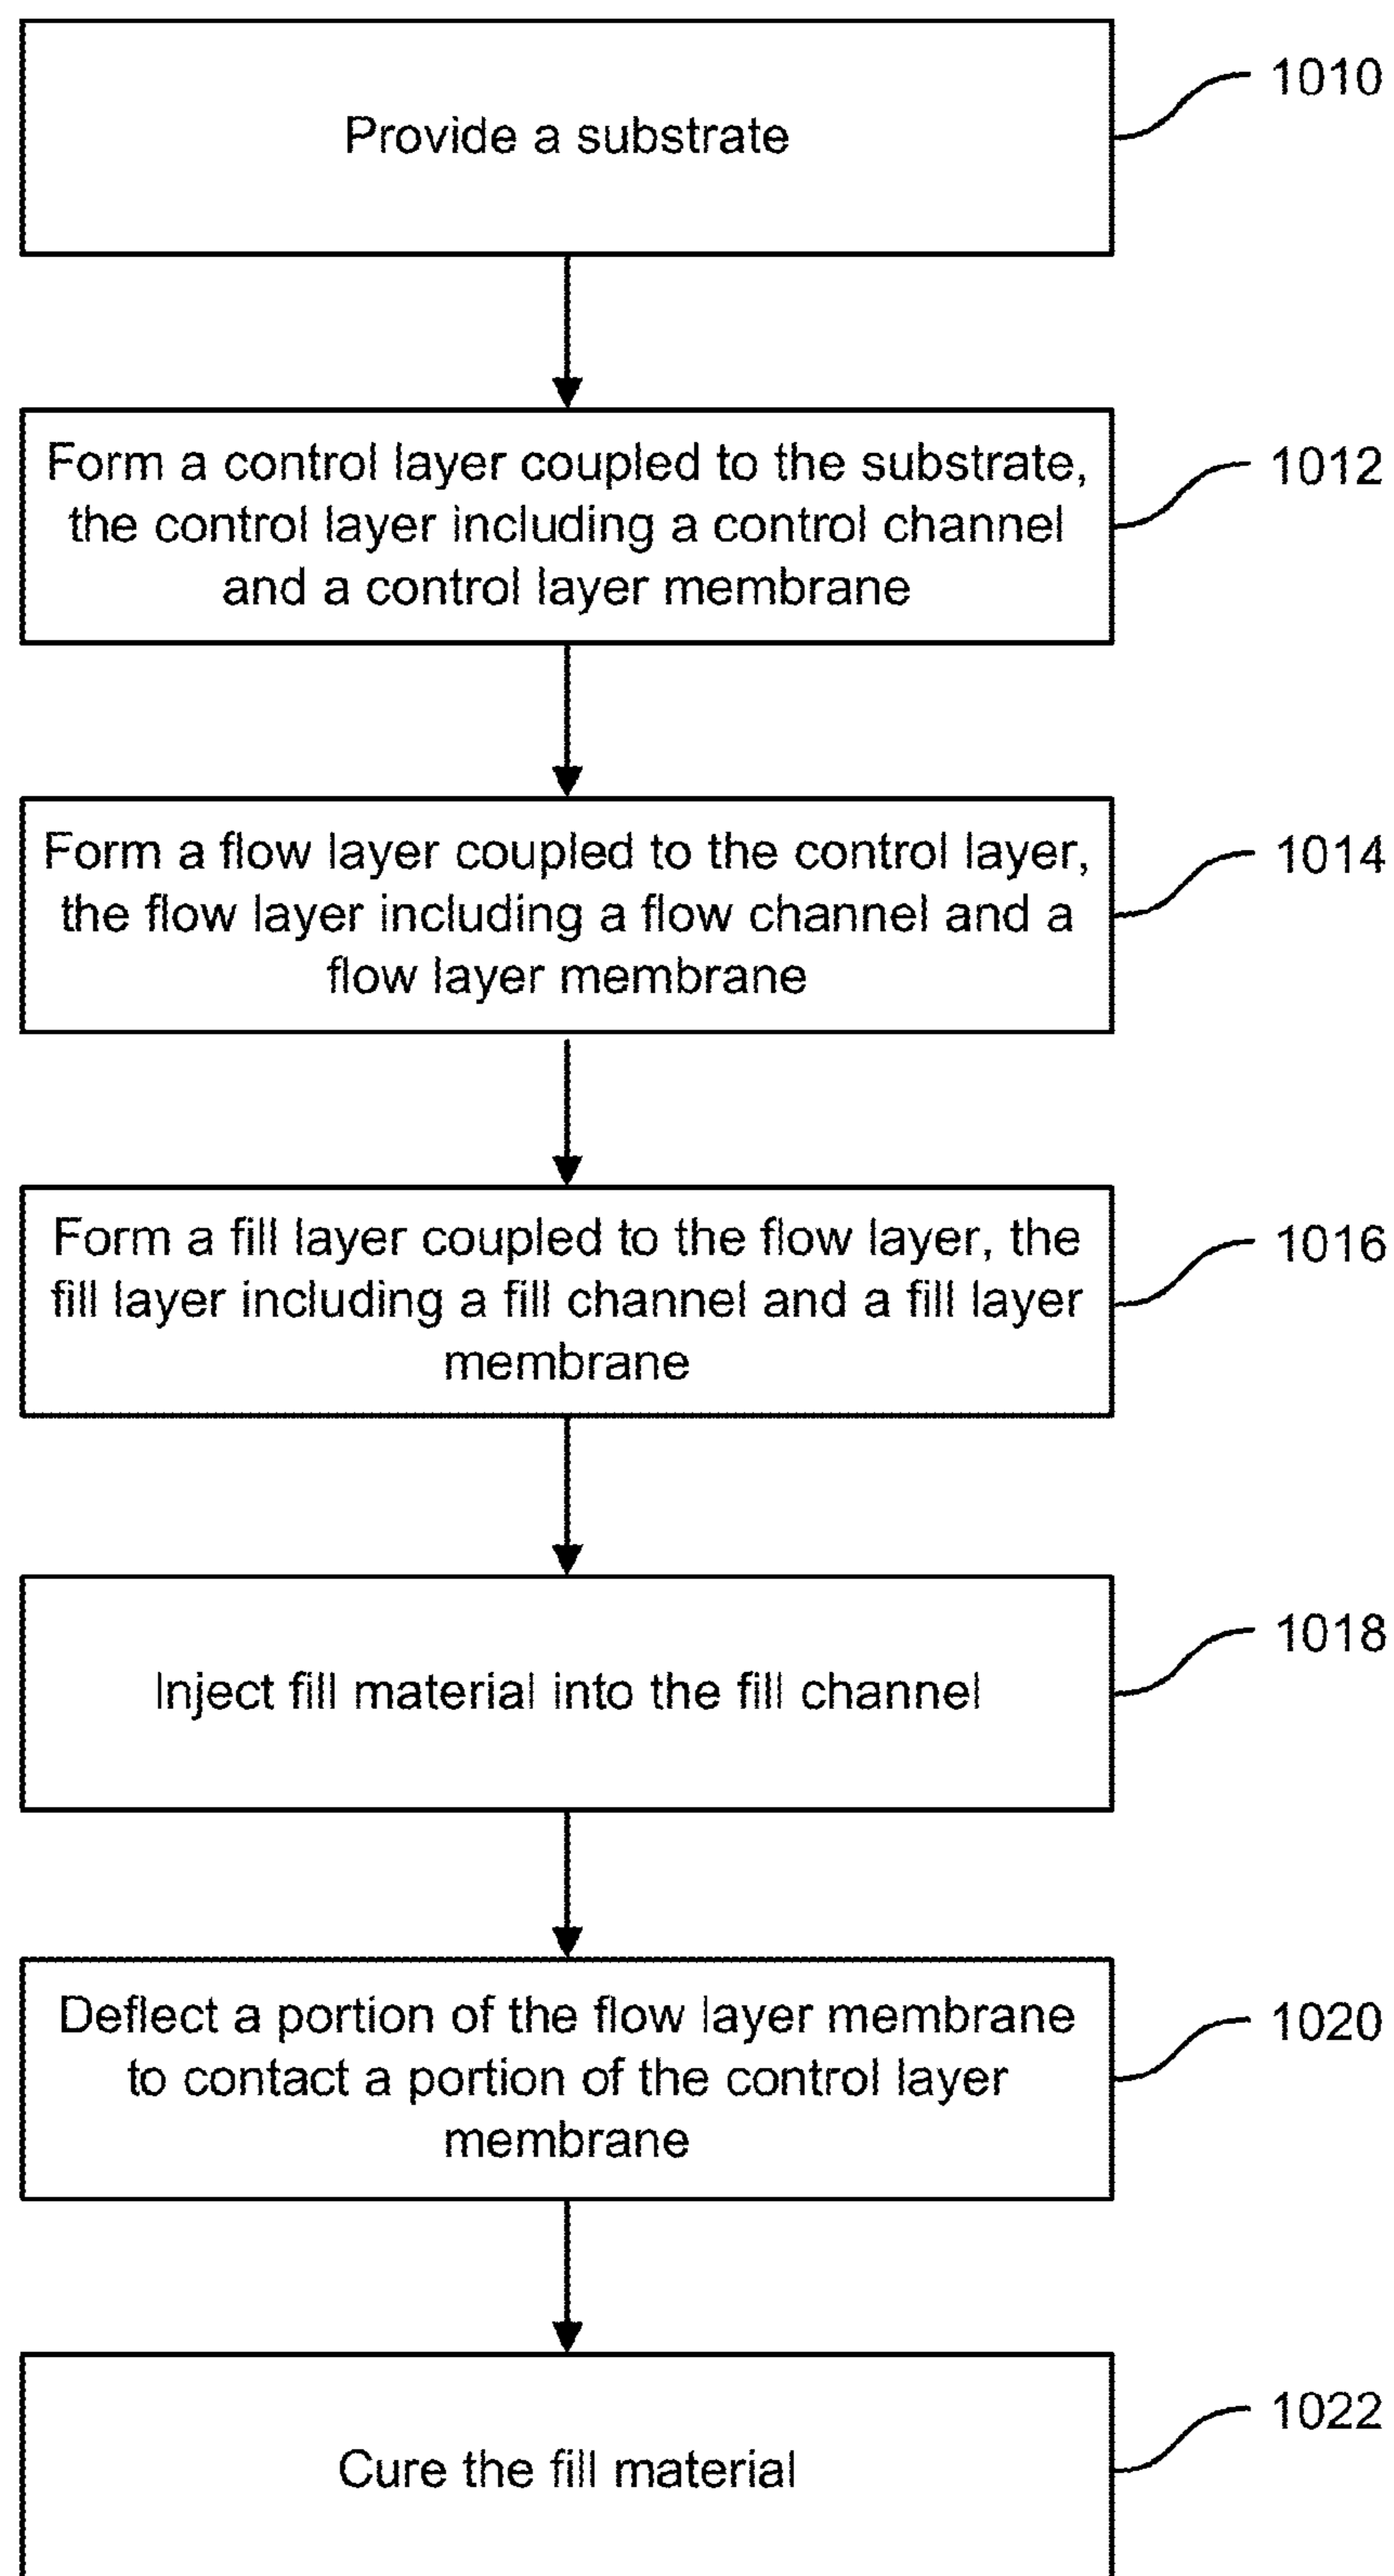 Provide a substrate
1010
Form a control layer coupled to the substrate,
the control layer including a control channel
and a control layer membrane
1012
Form a flow layer coupled to the control layer,
the flow layer including a flow channel and a
flow layer membrane
1014
Form a fill layer coupled to the flow layer, the
fill layer including a fill channel and a fill layer
membrane
1016
Inject fill material into the fill channel
1018
Deflect a portion of the flow layer membrane
to contact a portion of the control layer
membrane
1020
Cure the fill material
1022